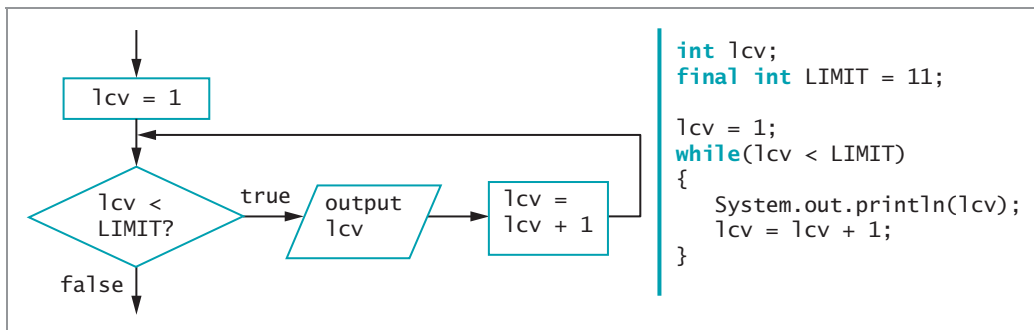 lcv = 1
lcv <
LIMIT?
true
output
lcv
lcv =
lcv + 1
false
int lcv;
final int LIMIT = 11;
lcv = 1;
while(lcv < LIMIT)
{
System.out.println(lcv);
lcv = lcv + 1;
}